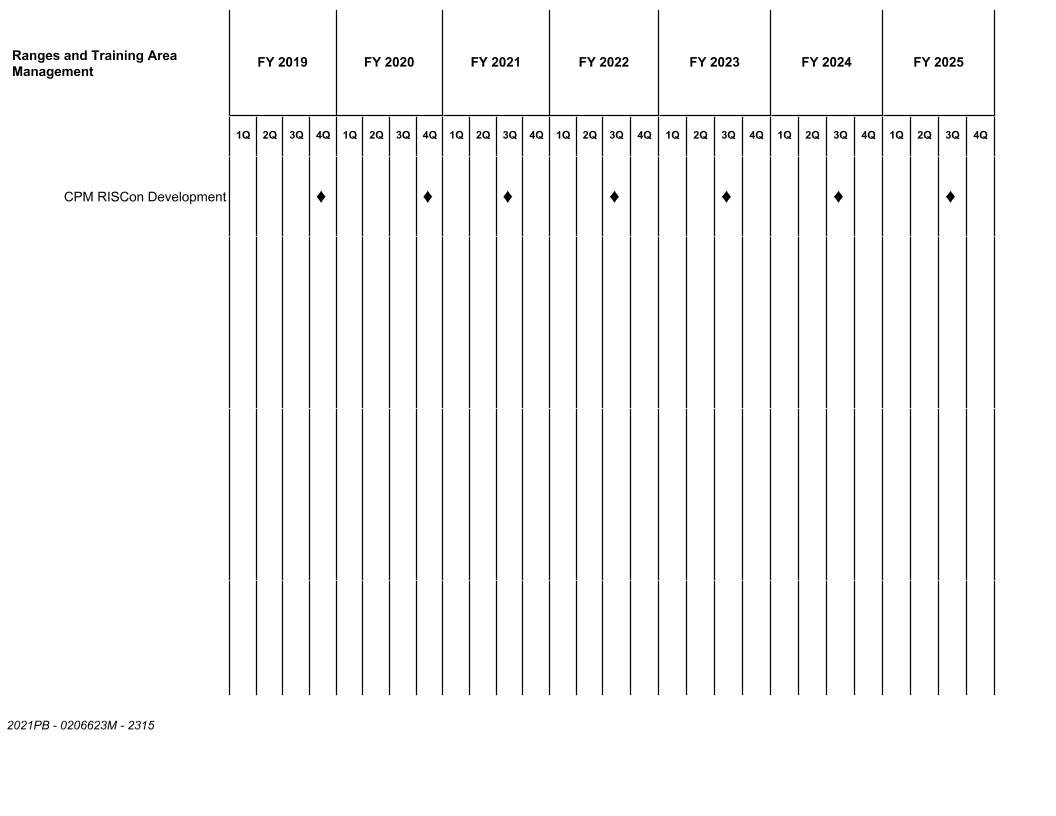 Ranges and Training Area
Management
FY 2019 FY 2020 FY 2021 FY 2022 FY 2023 FY 2024 FY 2025
1Q 2Q 3Q 4Q 1Q 2Q 3Q 4Q 1Q 2Q 3Q 4Q 1Q 2Q 3Q 4Q 1Q 2Q 3Q 4Q 1Q 2Q 3Q 4Q 1Q 2Q 3Q 4Q
CPM RISCon Development
2021PB - 0206623M - 2315